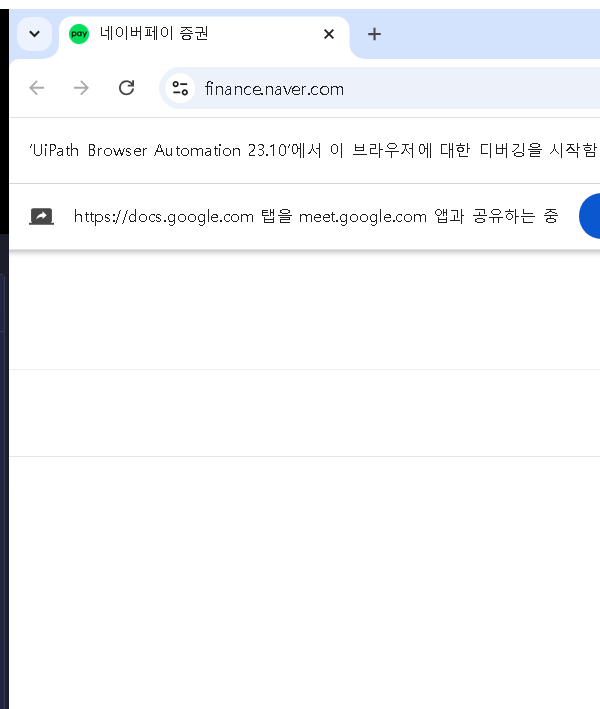 pay 네이버페이 증권
finance.naver.com
'UiPath Browser Automation 23.10'에서 이 브라우저에 대한 디버깅을 시작함
https://docs.google.com 탭을 meet.google.com 앱과 공유하는 중